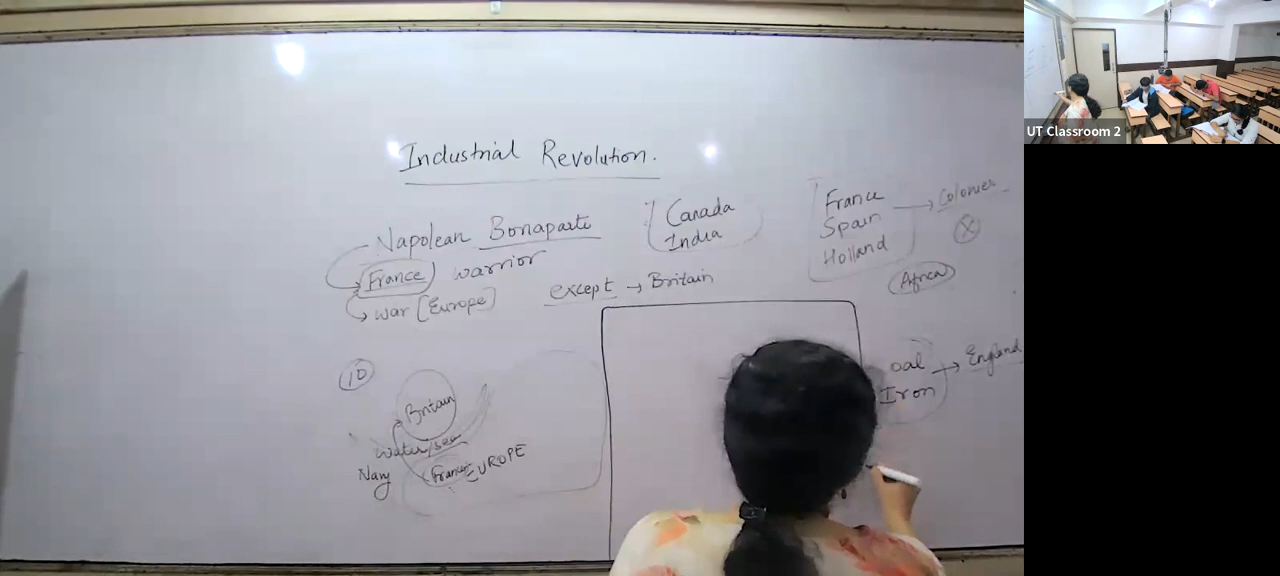 Industrial Revolution.
Napolean Bonaparte
France warrior
war [Europe]
except → Britain
Canada
India
France → Colonies
Spain
Holland
X
Africa
10
Britain
water/sea
Navy
France EUROPE
oal → England
Iron
UT Classroom 2